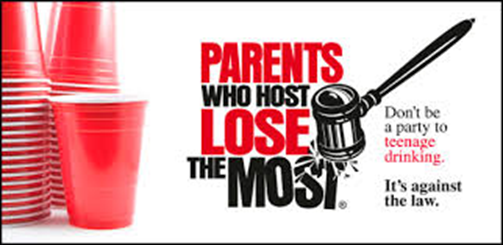 PARENTS
WHO HOST
LOSE
THE MOST®
Don't be
a party to
teenage
drinking.
It's against
the law.